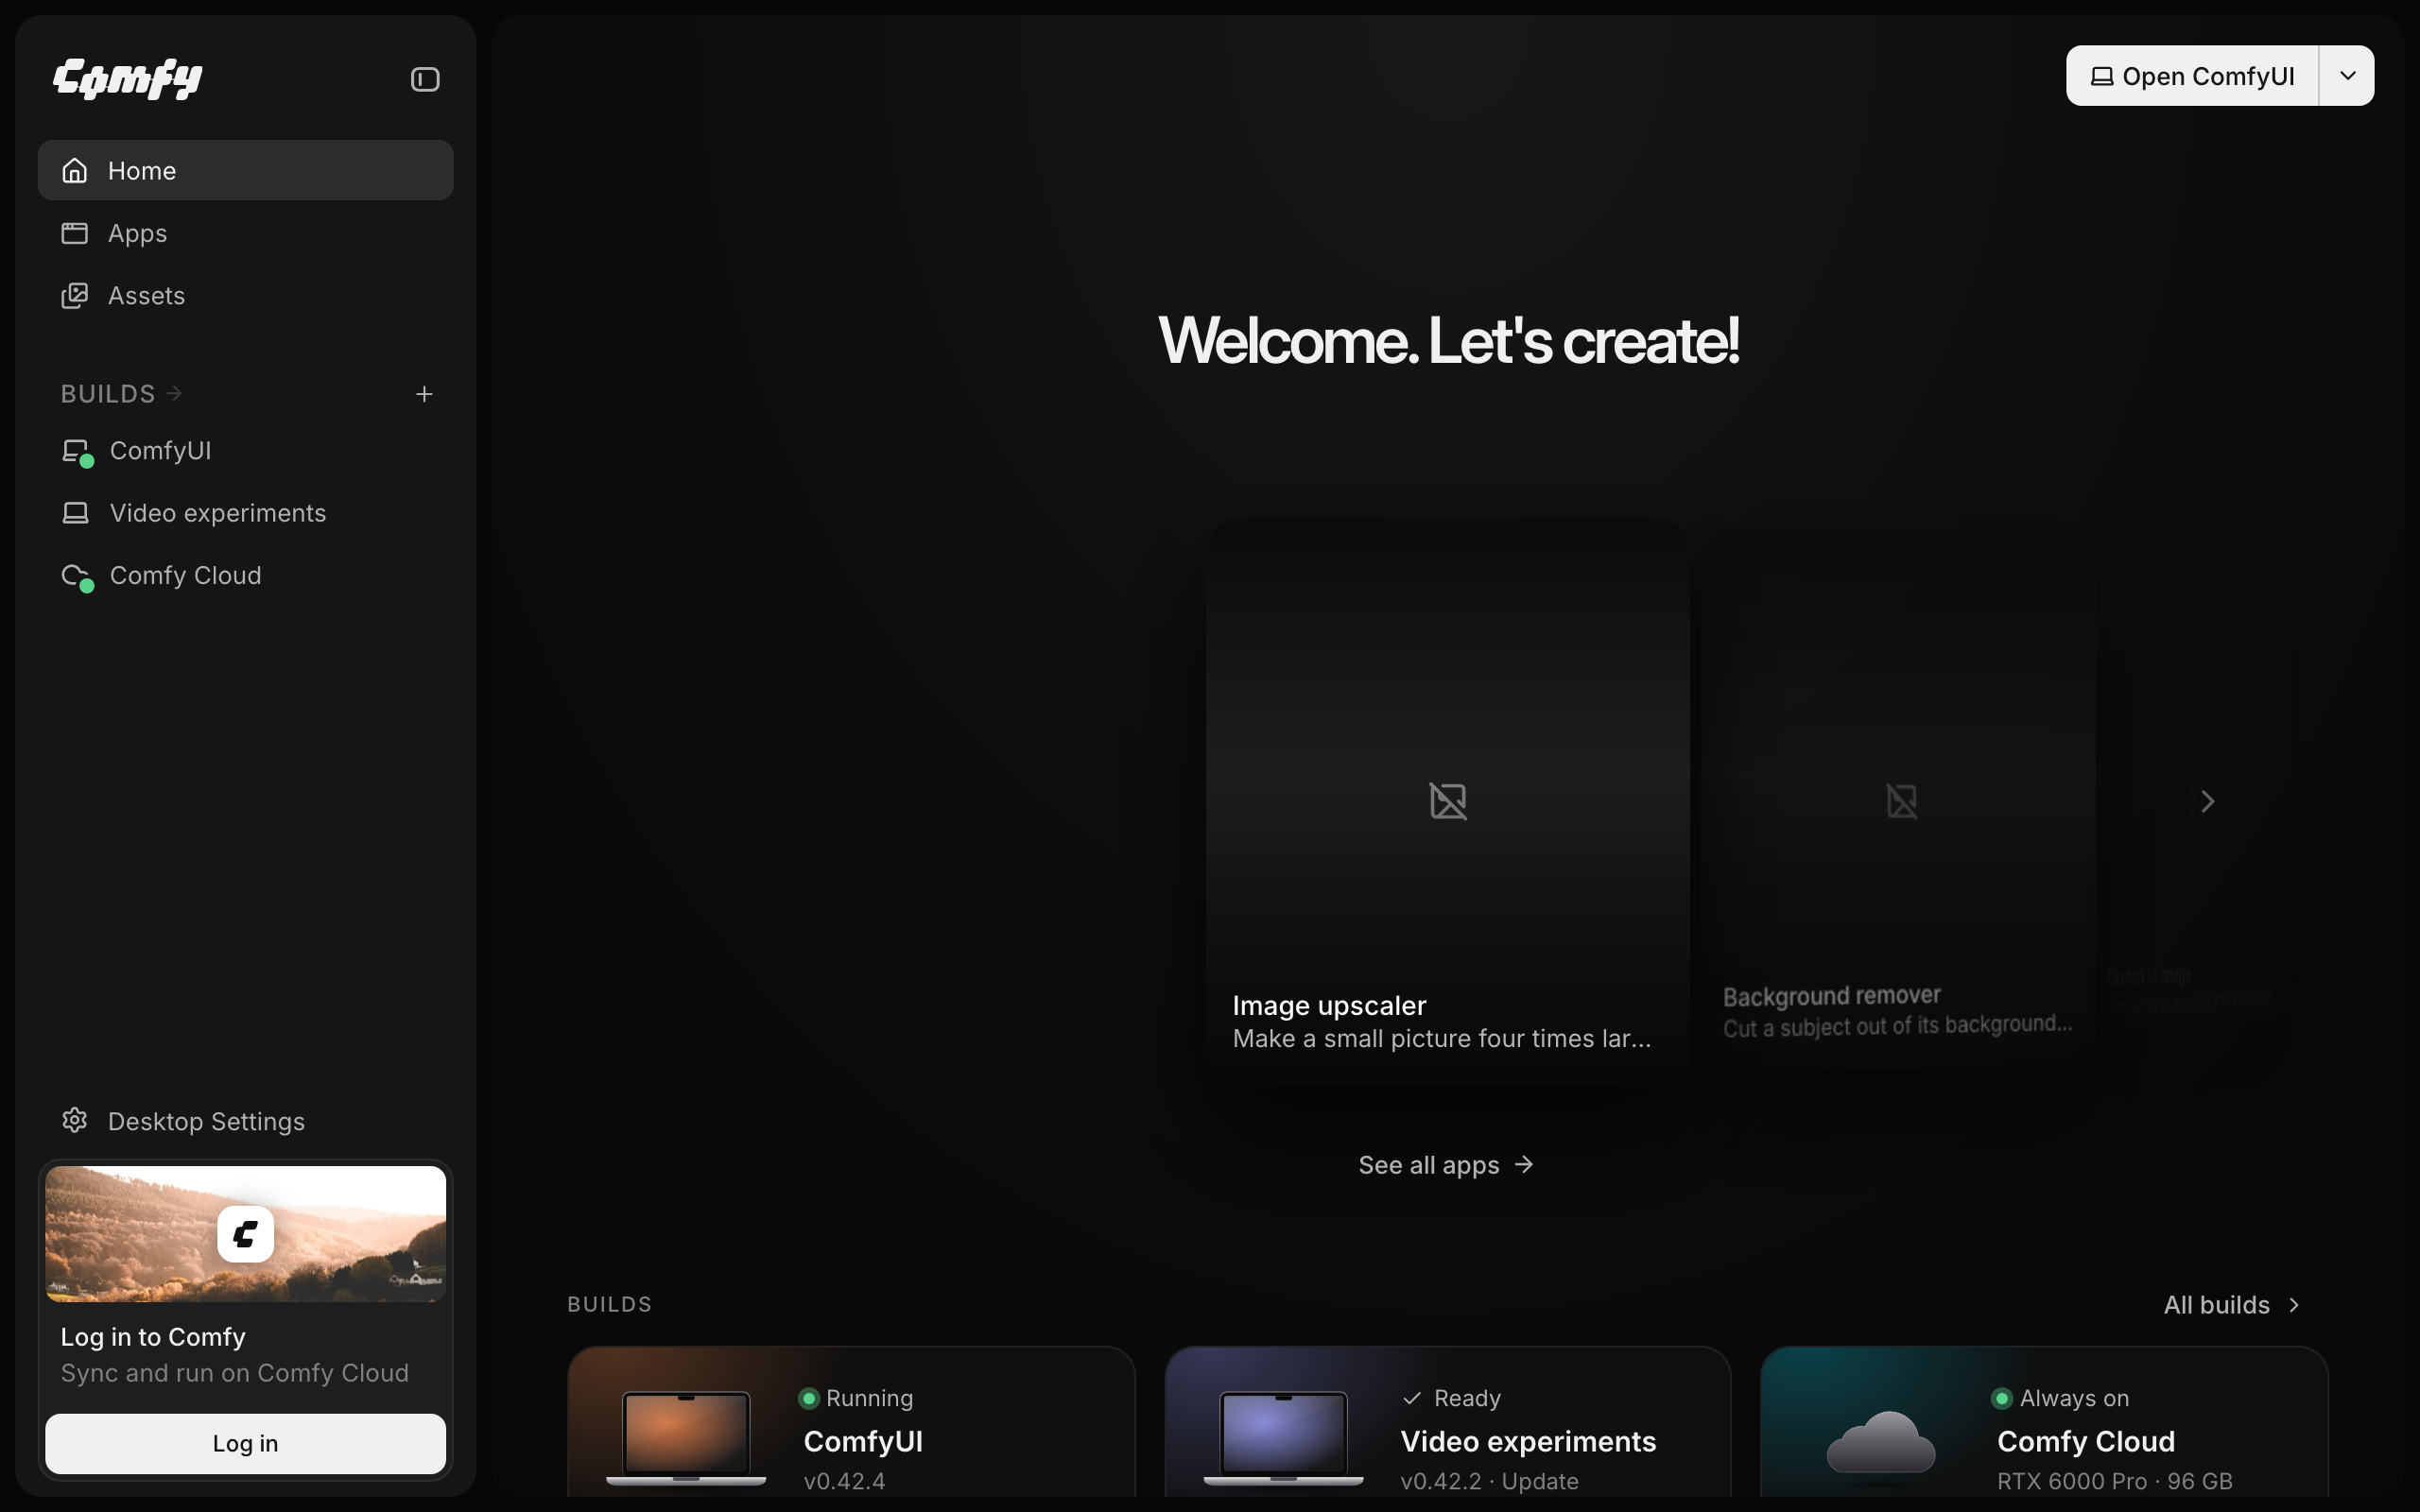 Comfy
Open ComfyUI
Home
Apps
Assets
BUILDS
ComfyUI
Video experiments
Comfy Cloud
Welcome. Let's create!
Image upscaler
Make a small picture four times lar...
Background remover
Cut a subject out of its background...
Sketch to image
See all apps
Desktop Settings
Log in to Comfy
Sync and run on Comfy Cloud
Log in
BUILDS
All builds
Running
ComfyUI
v0.42.4
Ready
Video experiments
v0.42.2 · Update
Always on
Comfy Cloud
RTX 6000 Pro · 96 GB